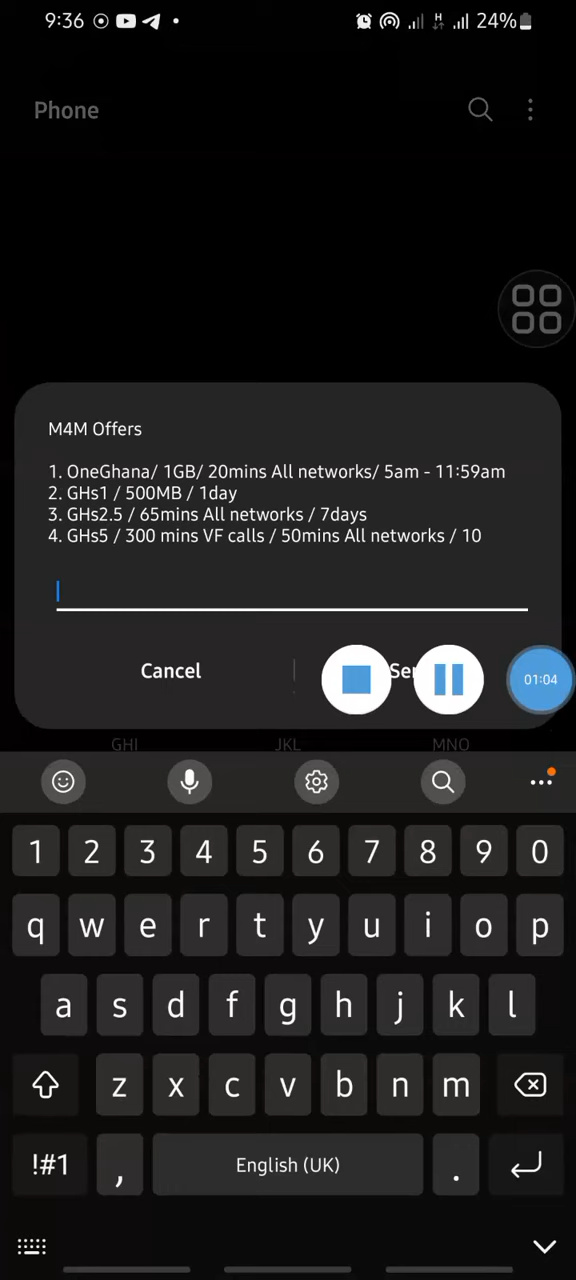 9:36
H
24%
Phone
M4M Offers
1. OneGhana/ 1GB/ 20mins All networks/ 5am - 11:59am
2. GHs1 / 500MB / 1day
3. GHs2.5 / 65mins All networks / 7days
4. GHs5 / 300 mins VF calls / 50mins All networks / 10
Cancel
Se
01:04
GHI JKL MNO
1 2 3 4 5 6 7 8 9 0
q w e r t y u i o p
a s d f g h j k l
z x c v b n m
!#1 , English (UK) .